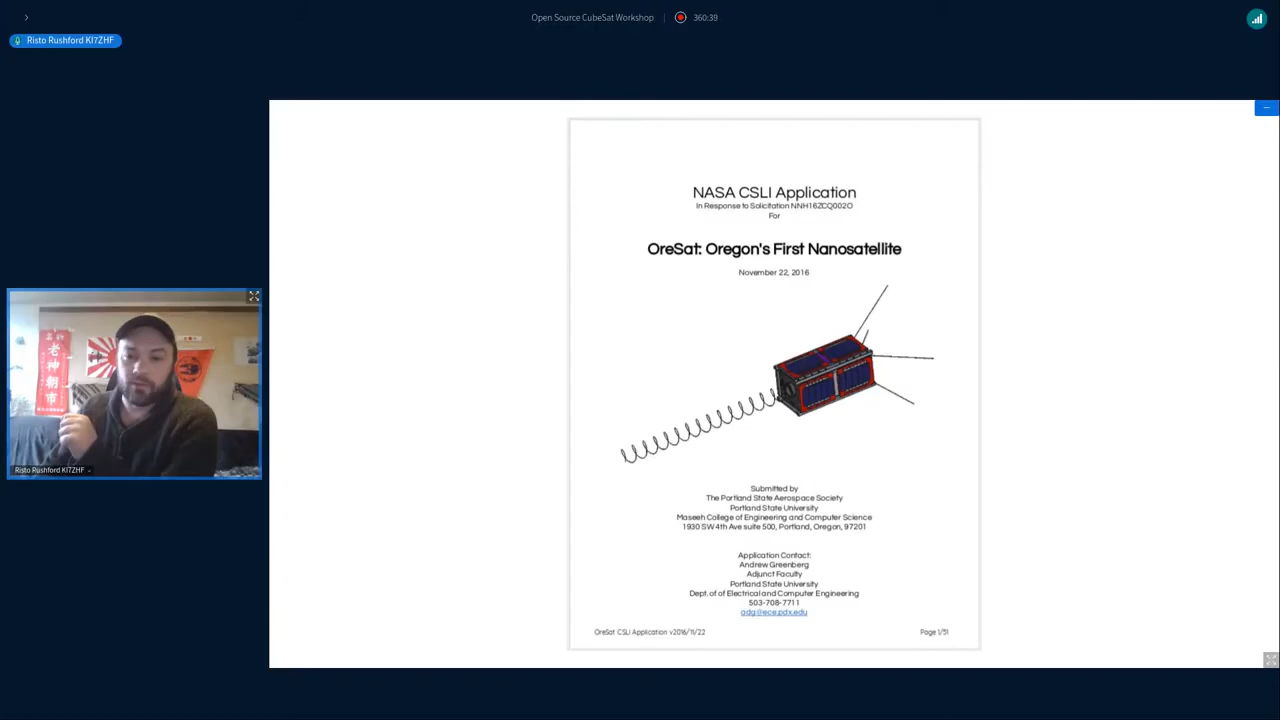 Open Source CubeSat Workshop
360:39
Risto Rushford KI7ZHF
NASA CSLI Application
In Response to Solicitation NNH16ZCQ002O
For
OreSat: Oregon's First Nanosatellite
November 22, 2016
Submitted by
The Portland State Aerospace Society
Portland State University
Maseeh College of Engineering and Computer Science
1930 SW 4th Ave suite 500, Portland, Oregon, 97201
Application Contact:
Andrew Greenberg
Adjunct Faculty
Portland State University
Dept. of of Electrical and Computer Engineering
503-708-7711
adg@ece.pdx.edu
OreSat CSLI Application v2016/11/22
Page 1/51
老神朝市
Risto Rushford KI7ZHF